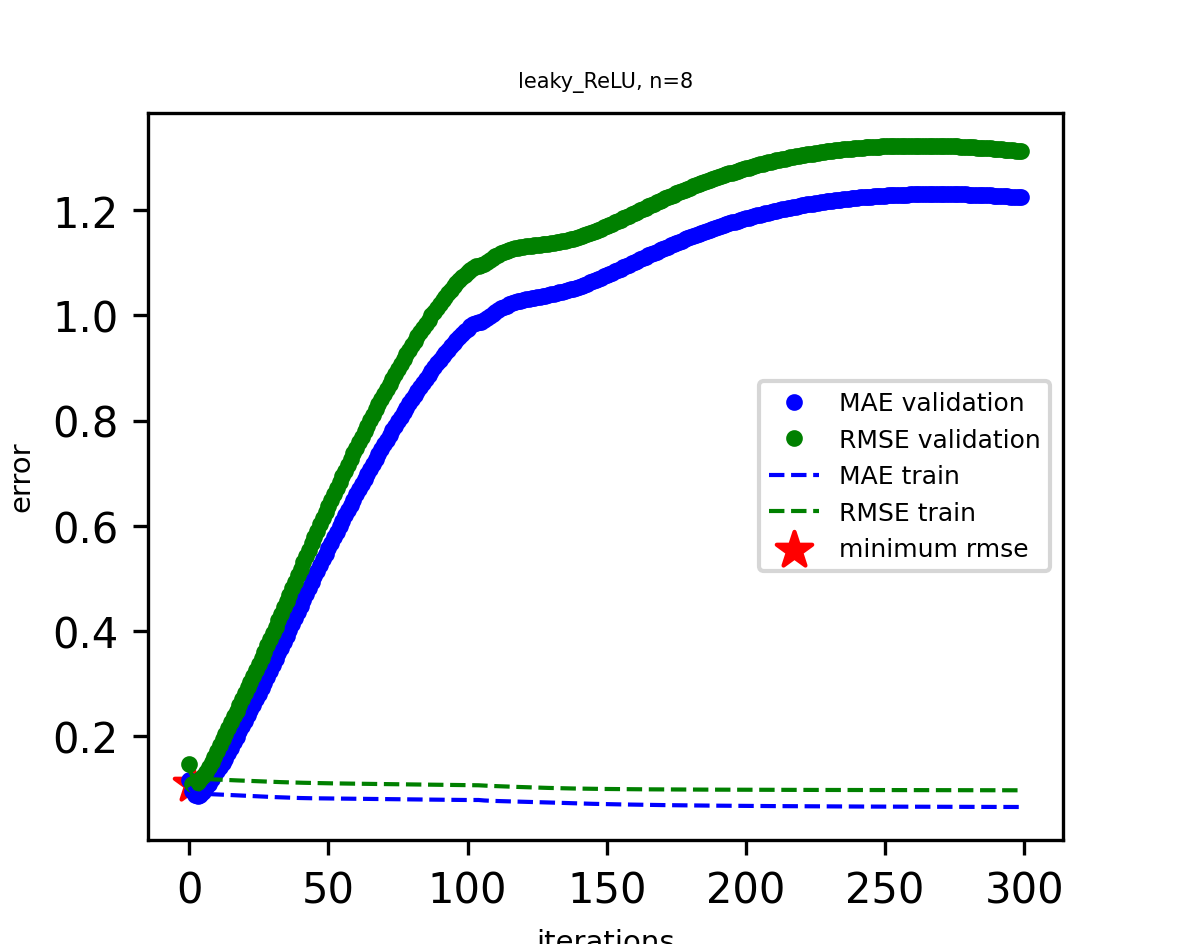 leaky_ReLU, n=8
1.2
1.0
0.8
0.6
0.4
0.2
error
MAE validation
RMSE validation
MAE train
RMSE train
minimum rmse
0 50 100 150 200 250 300
iterations